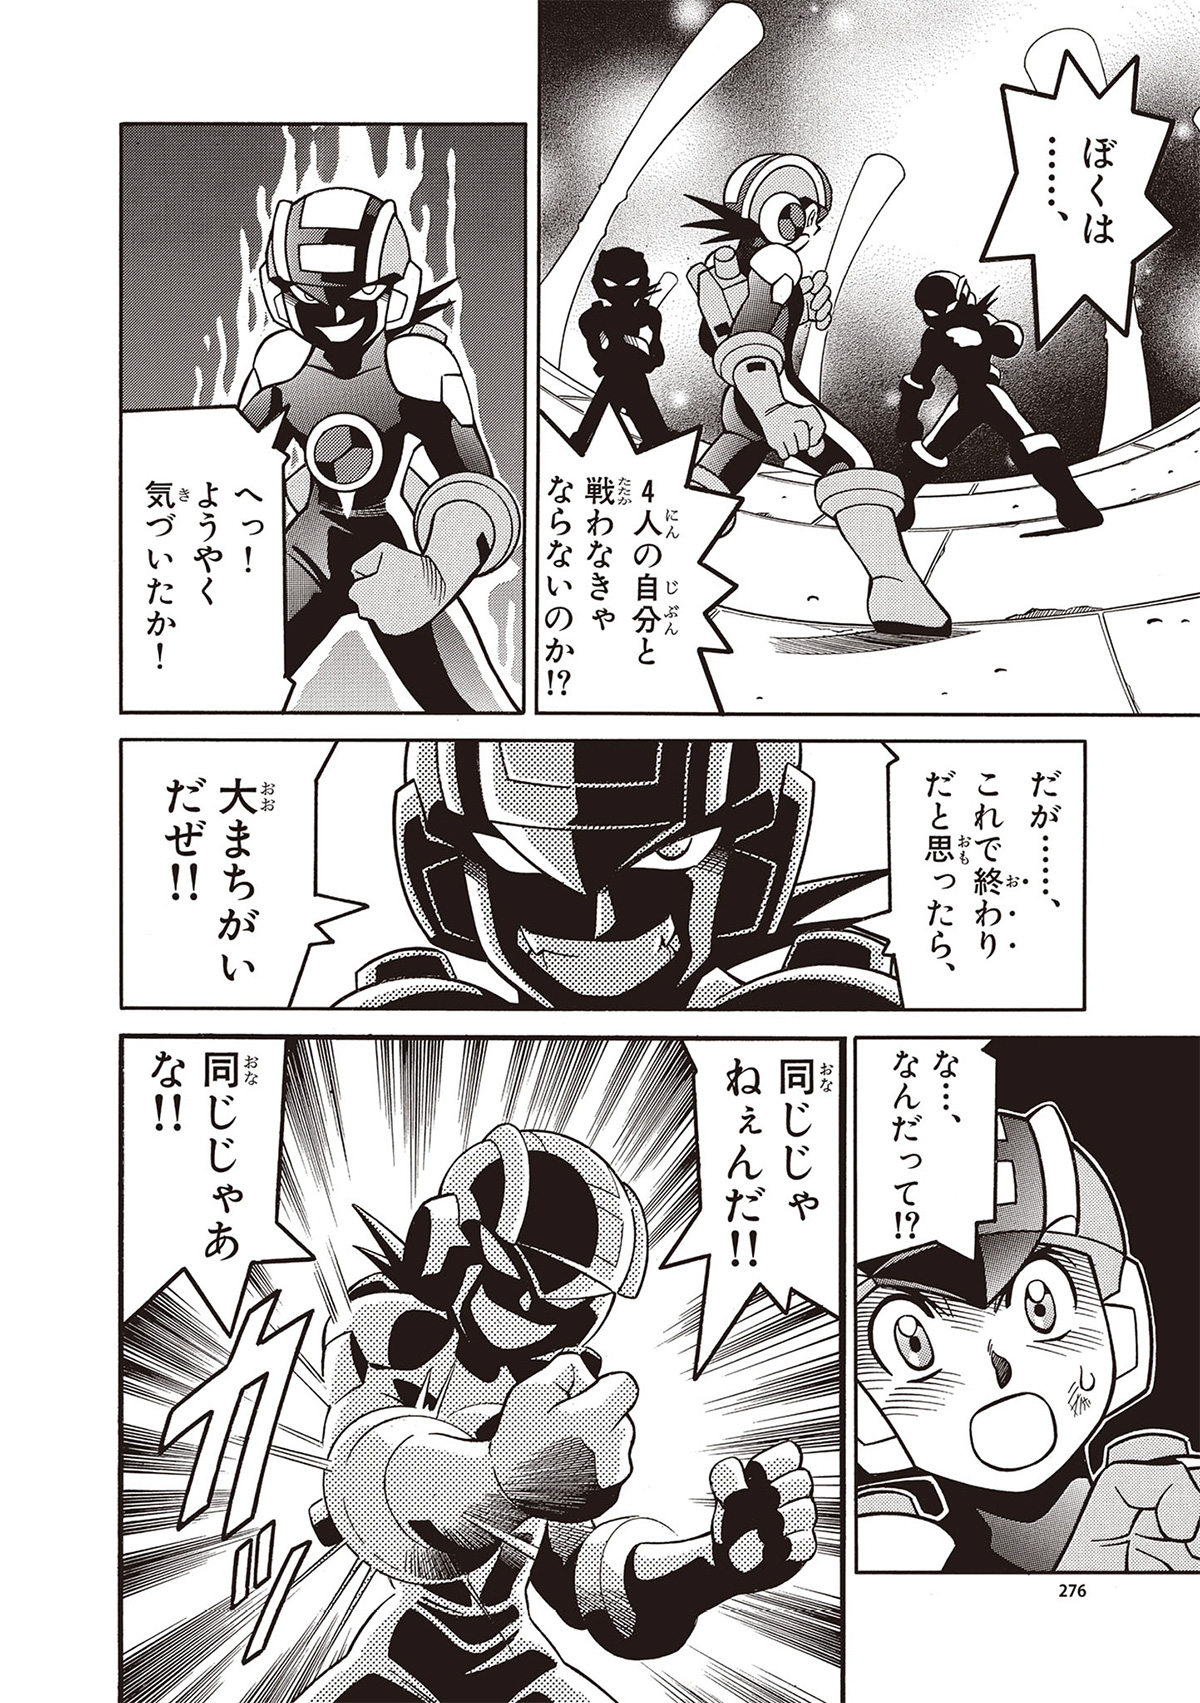 ぼくは
……、
4人の自分と
戦わなきゃ
ならないのか!?
へっ!
ようやく
気づいたか!
だが……、
これで終わり
だと思ったら、
大まちがい
だぜ!!
な…、
なんだって!?
同じじゃ
ねぇんだ!!
同じじゃあ
な!!
ガガガ
276